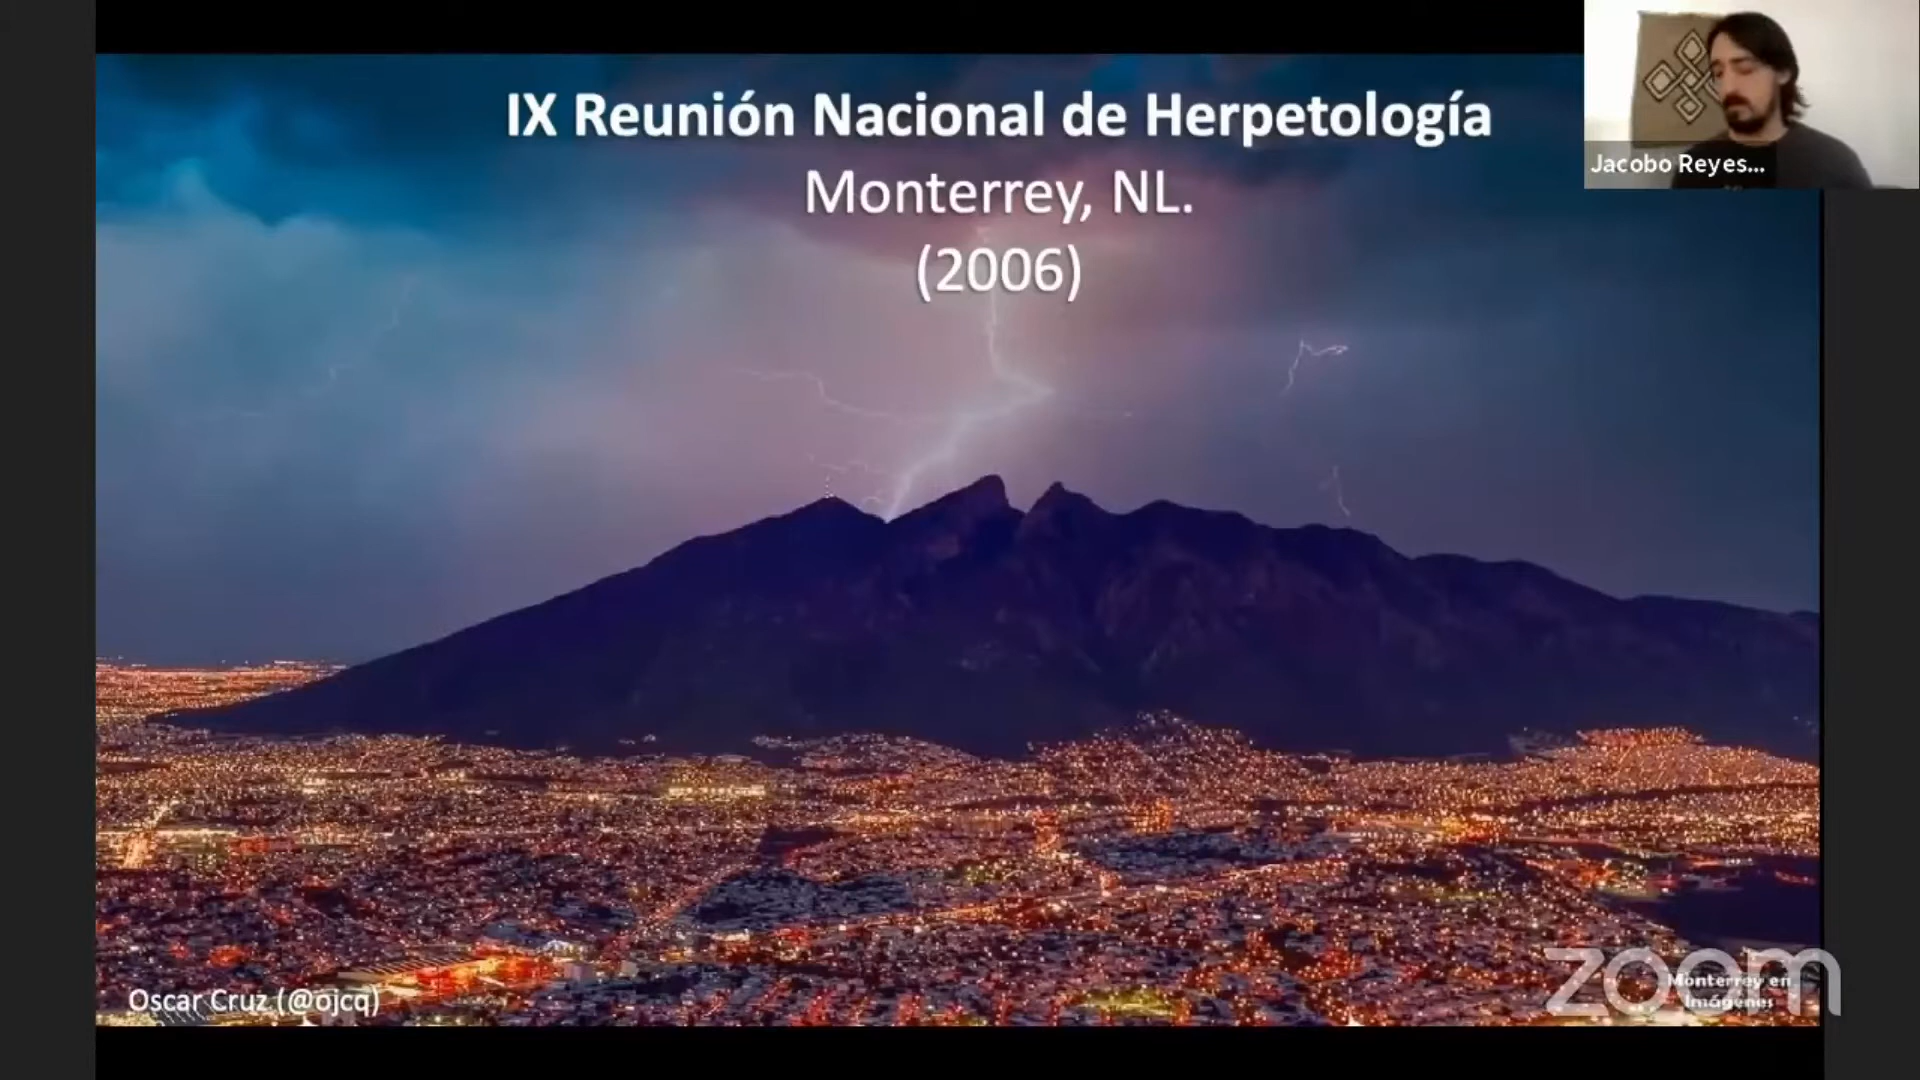 IX Reunión Nacional de Herpetología
Monterrey, NL.
(2006)
Jacobo Reyes...
Oscar Cruz (@ojcq)
zoom
Monterrey en
Imágenes